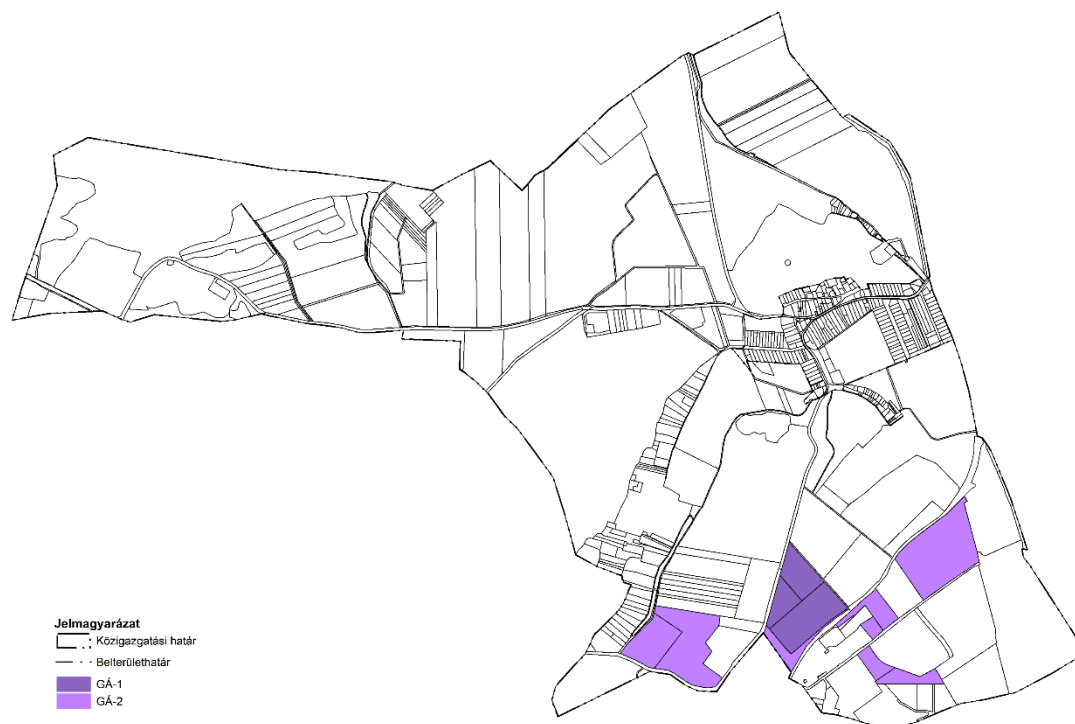 Jelmagyarázat
Közigazgatási határ
Belterülethatár
GÁ-1
GÁ-2